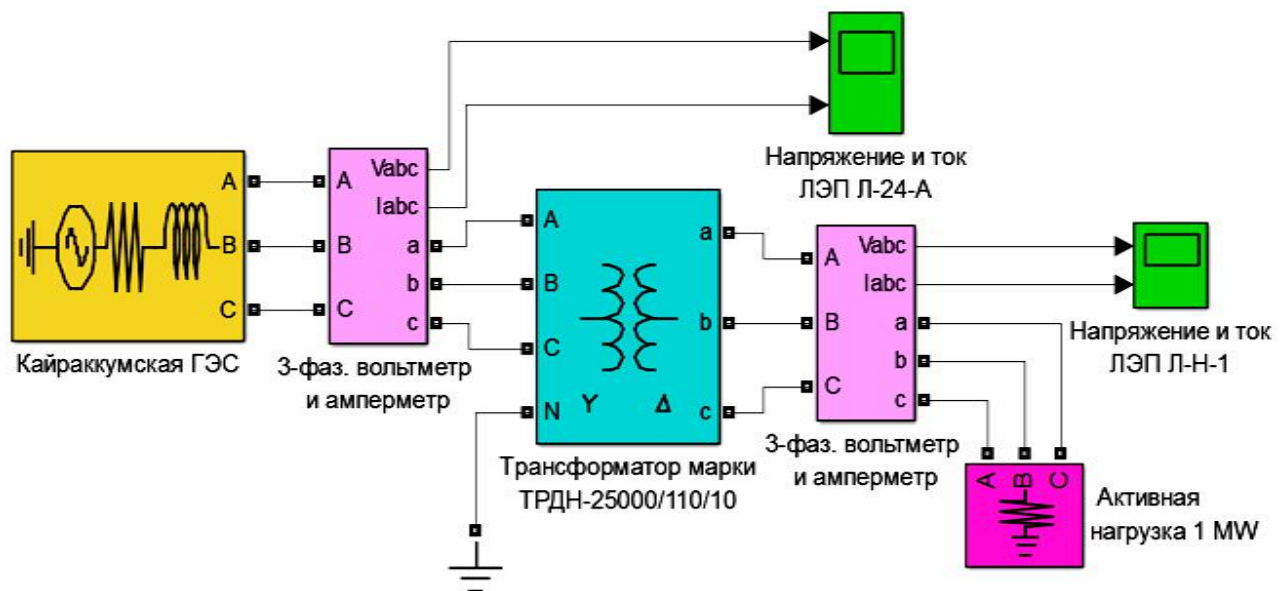 Напряжение и ток
ЛЭП Л-24-А
A
B
C
Кайраккумская ГЭС
A
B
C
Vabc
Iabc
a
b
c
3-фаз. вольтметр
и амперметр
A
B
C
N
a
b
c
Y Δ
Трансформатор марки
ТРДН-25000/110/10
A
B
C
Vabc
Iabc
a
b
c
3-фаз. вольтметр
и амперметр
Напряжение и ток
ЛЭП Л-Н-1
A B C
Активная
нагрузка 1 MW